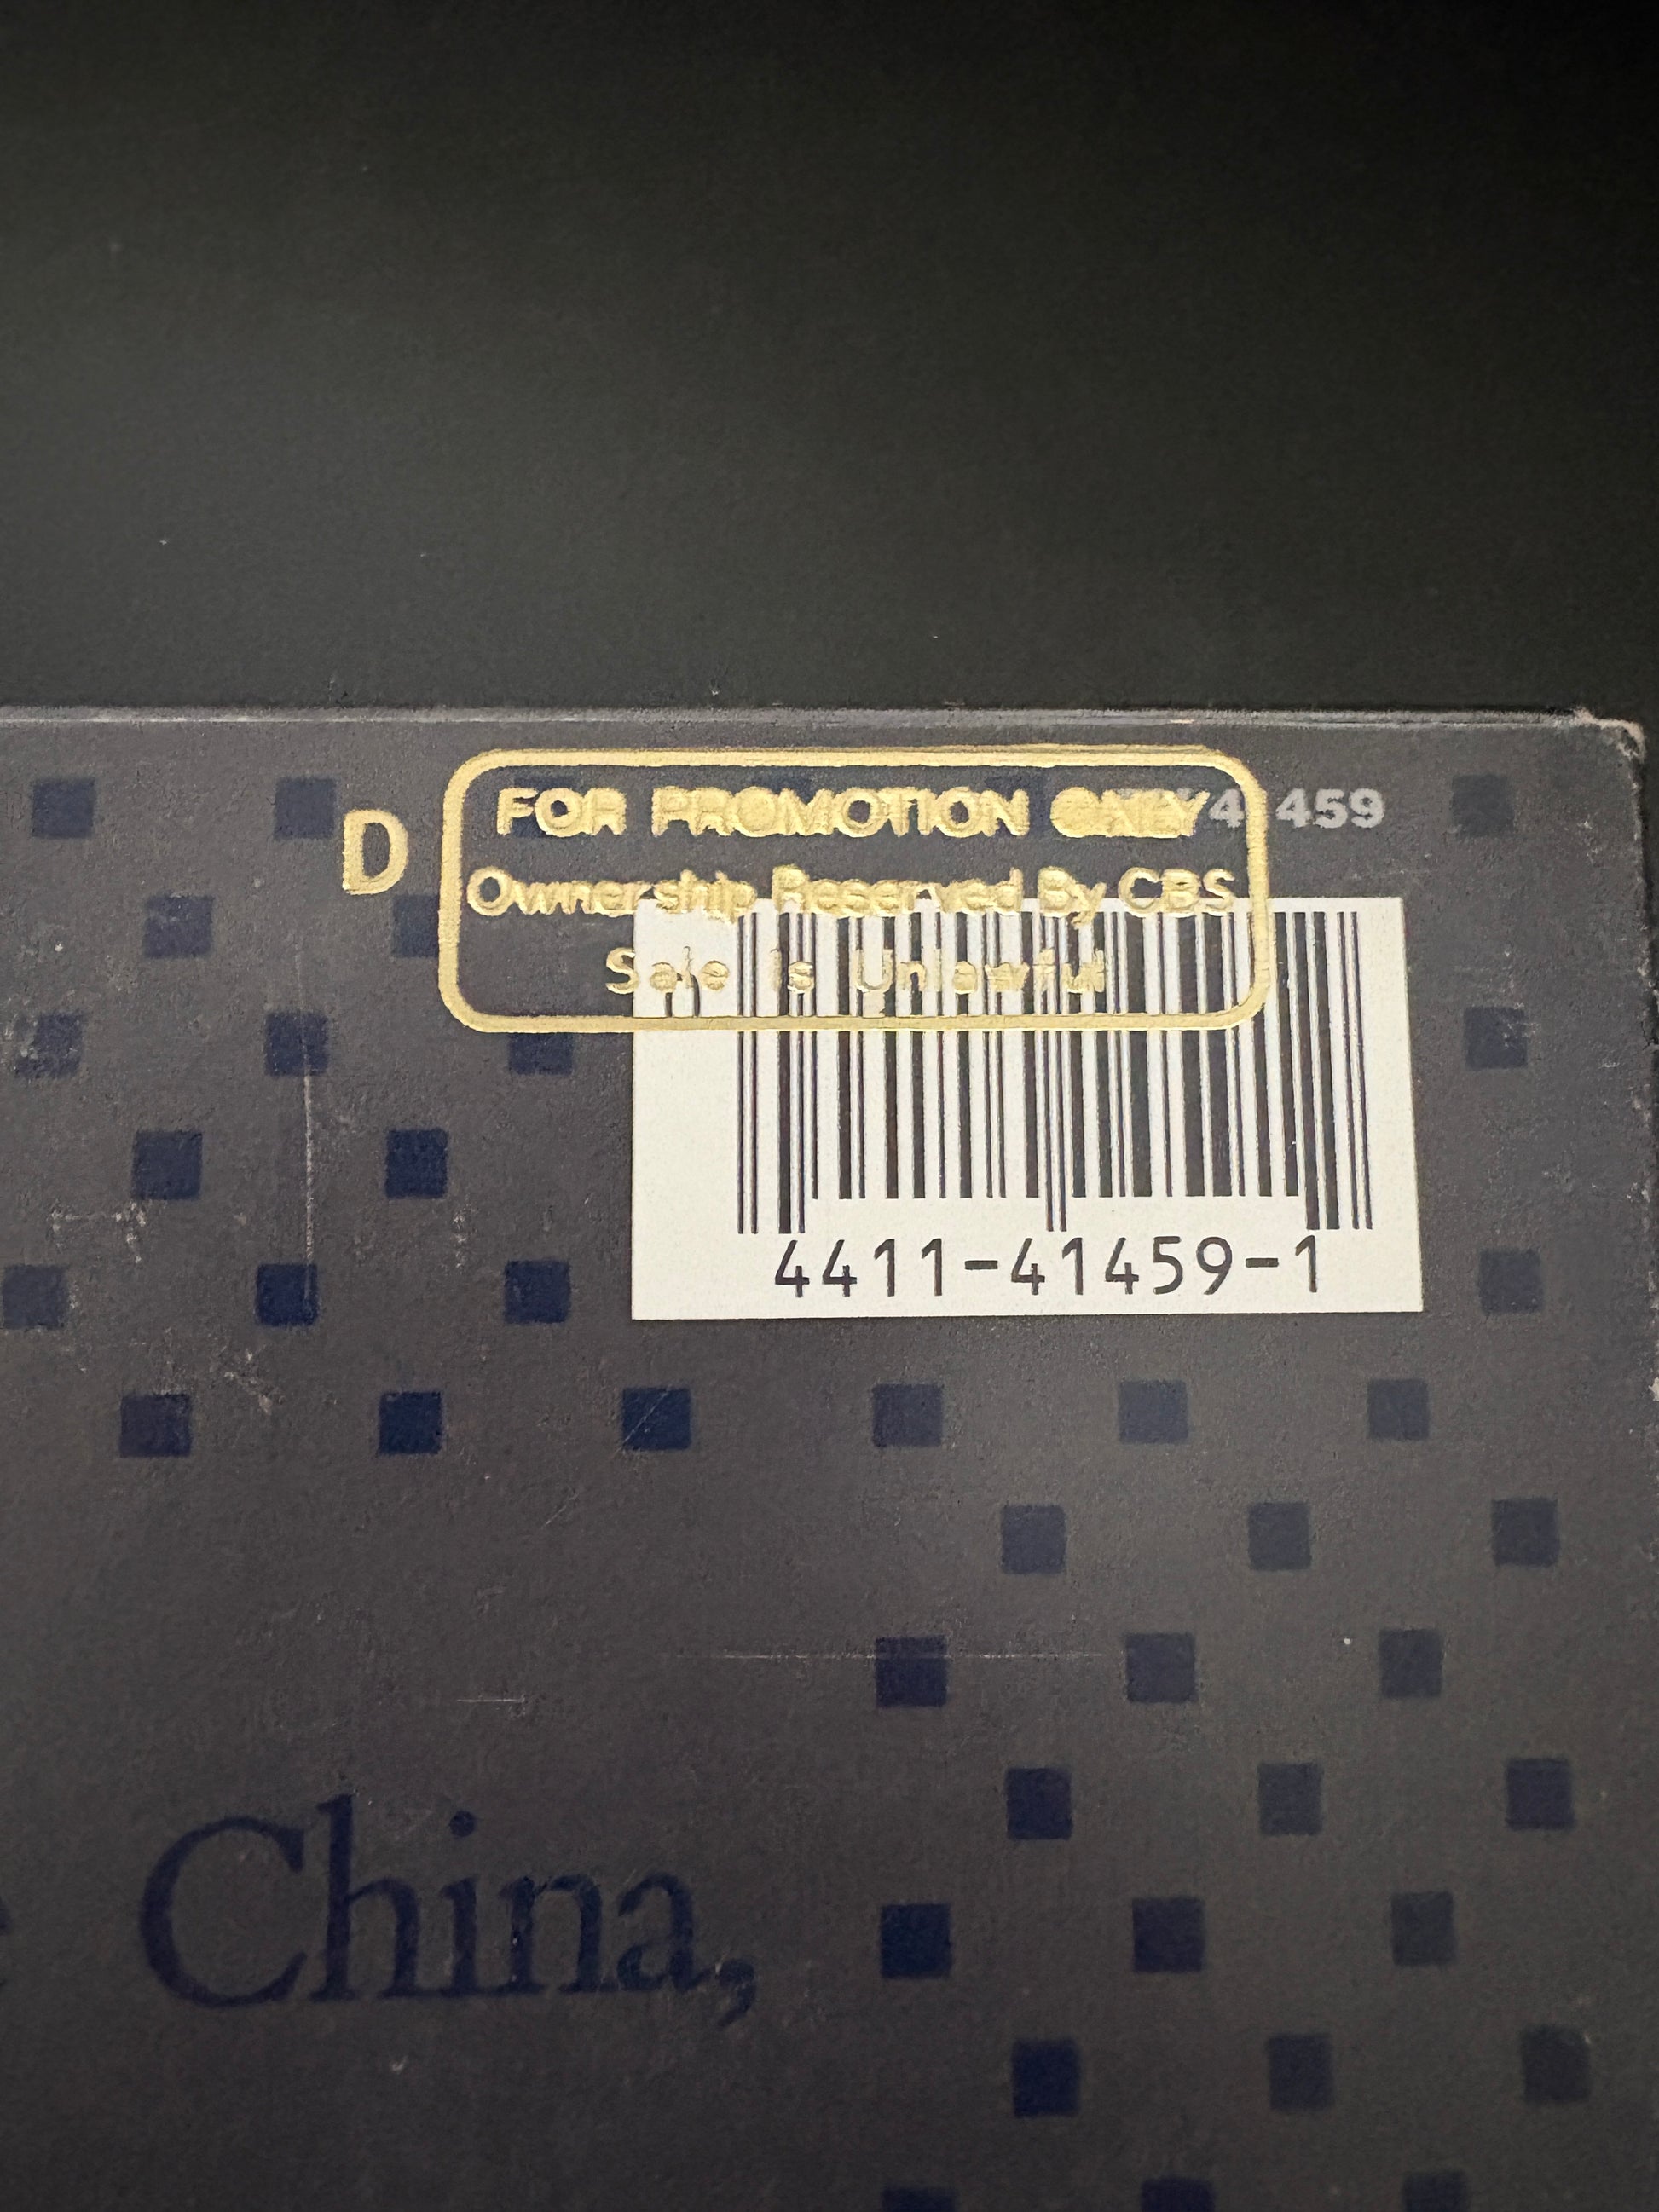 D
FOR PROMOTION ONLY
459
Ownership Reserved By CBS
Sale Is Unlawful
4411-41459-1
China,